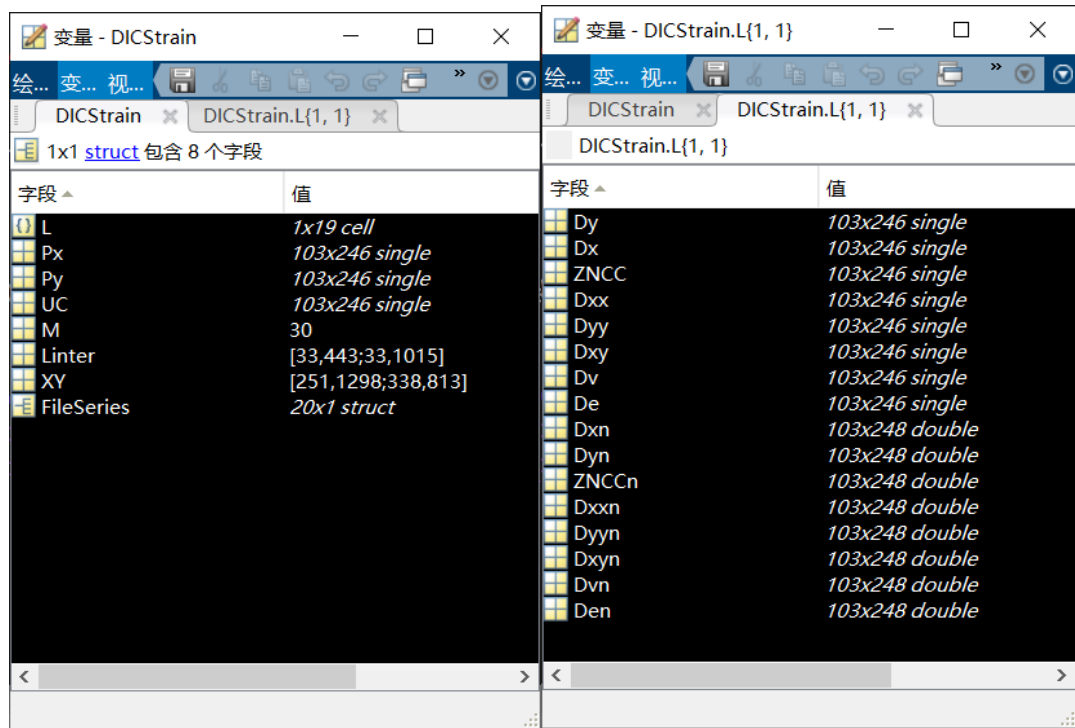 变量 - DICStrain
绘... 变... 视...
DICStrain DICStrain.L{1, 1}
1x1 struct 包含 8 个字段
字段 值
L 1x19 cell
Px 103x246 single
Py 103x246 single
UC 103x246 single
M 30
Linter [33,443;33,1015]
XY [251,1298;338,813]
FileSeries 20x1 struct
变量 - DICStrain.L{1, 1}
绘... 变... 视...
DICStrain DICStrain.L{1, 1}
DICStrain.L{1, 1}
字段 值
Dy 103x246 single
Dx 103x246 single
ZNCC 103x246 single
Dxx 103x246 single
Dyy 103x246 single
Dxy 103x246 single
Dv 103x246 single
De 103x246 single
Dxn 103x248 double
Dyn 103x248 double
ZNCCn 103x248 double
Dxxn 103x248 double
Dyyn 103x248 double
Dxyn 103x248 double
Dvn 103x248 double
Den 103x248 double